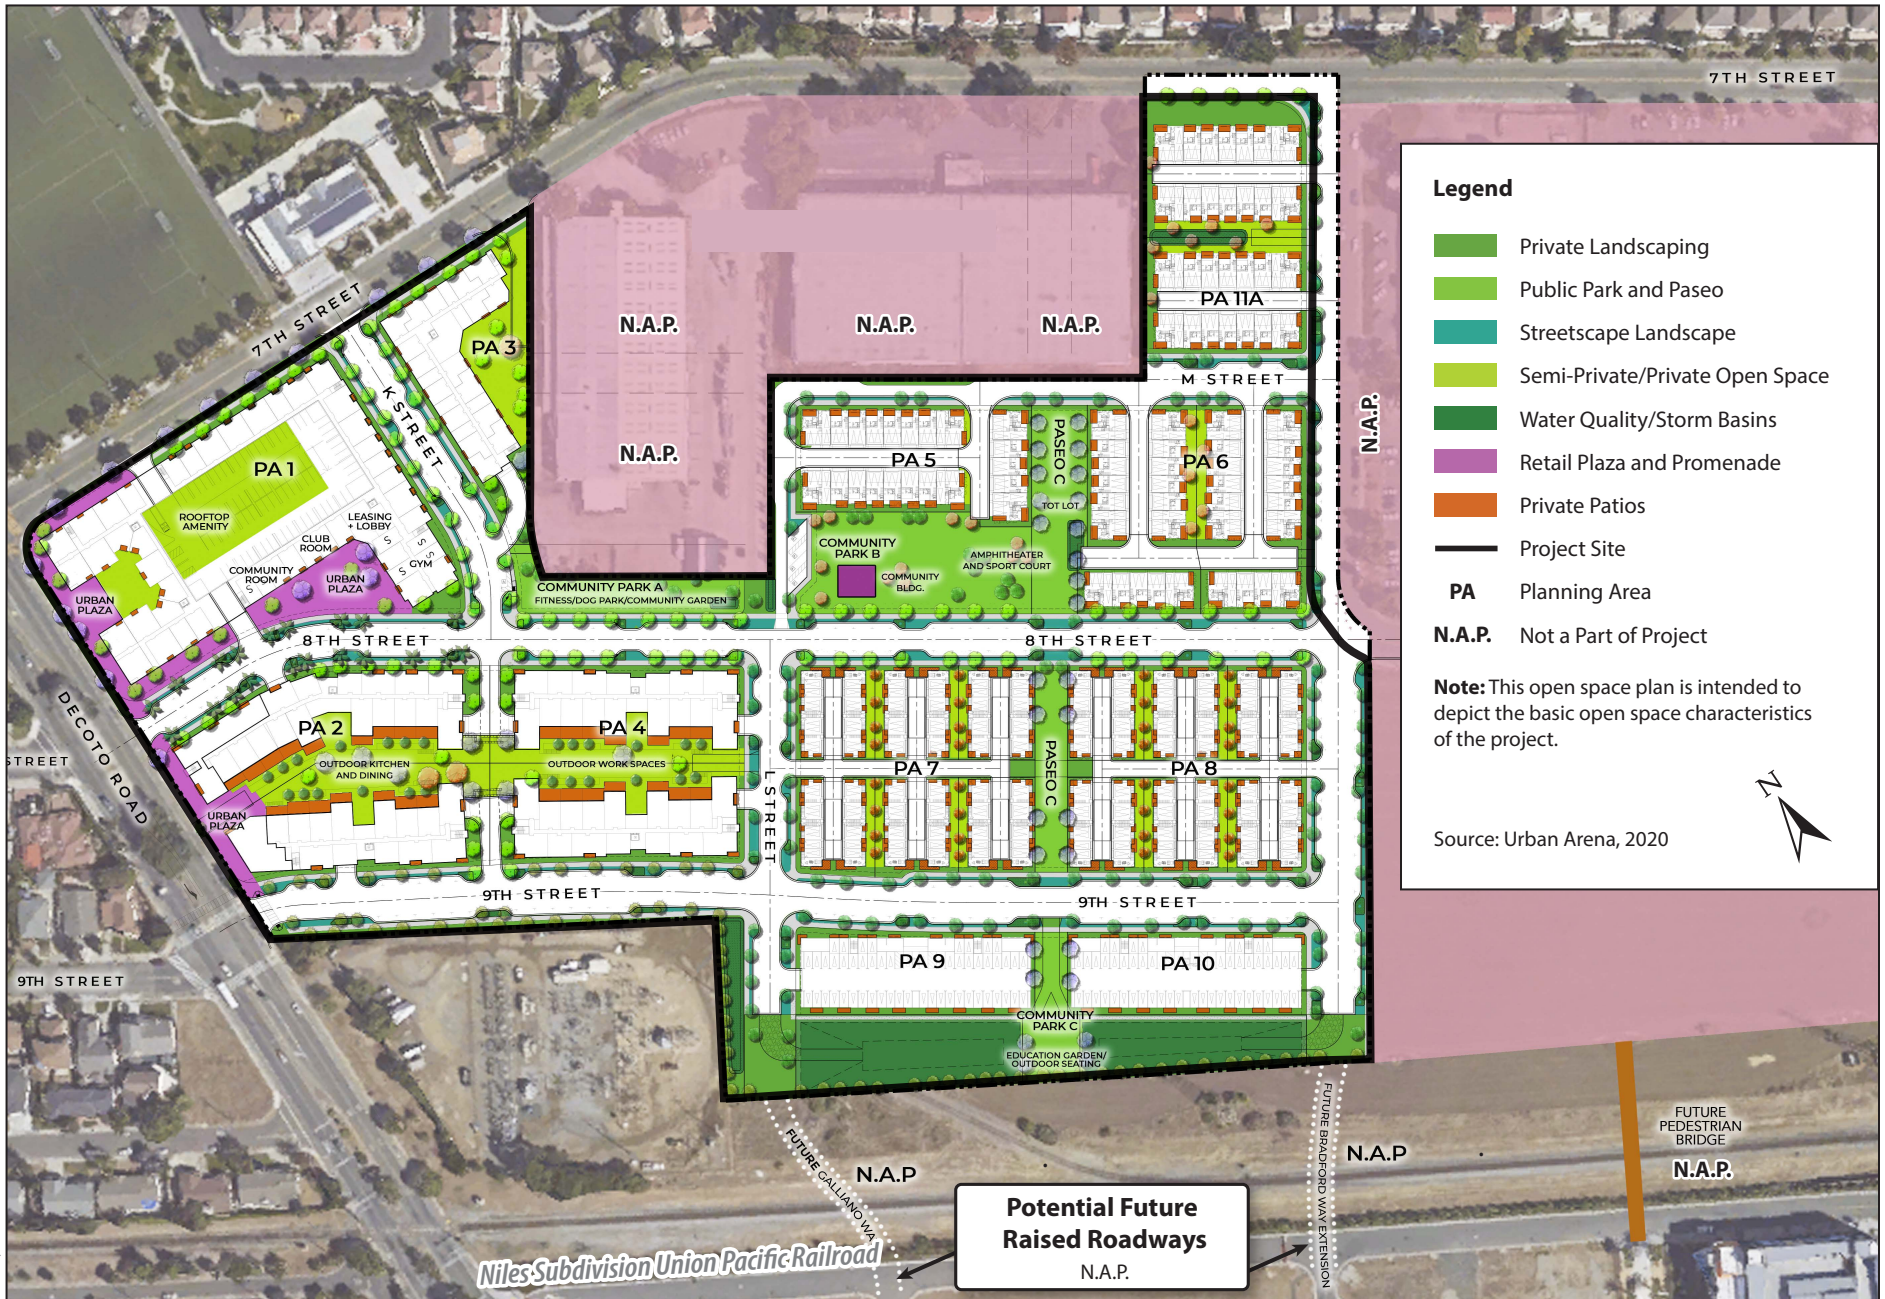 7TH STREET
Legend
Private Landscaping
Public Park and Paseo
Streetscape Landscape
Semi-Private/Private Open Space
Water Quality/Storm Basins
Retail Plaza and Promenade
Private Patios
Project Site
PA Planning Area
N.A.P. Not a Part of Project
Note: This open space plan is intended to
depict the basic open space characteristics
of the project.
N
Source: Urban Arena, 2020
7TH STREET
PA 3
N.A.P.
N.A.P.
N.A.P.
N.A.P.
N.A.P.
PA 11A
M STREET
K STREET
PA 1
ROOFTOP
AMENITY
LEASING
+ LOBBY
CLUB
ROOM
COMMUNITY
ROOM
S
S
S S
S
GYM
URBAN
PLAZA
URBAN
PLAZA
PA 5
PASEO C
TOT LOT
PA 6
COMMUNITY
PARK B
COMMUNITY
BLDG.
AMPHITHEATER
AND SPORT COURT
COMMUNITY PARK A
FITNESS/DOG PARK/COMMUNITY GARDEN
8TH STREET
8TH STREET
DECOTO ROAD
STREET
PA 2
OUTDOOR KITCHEN
AND DINING
URBAN
PLAZA
PA 4
OUTDOOR WORK SPACES
L STREET
PA 7
PASEO C
PA 8
9TH STREET
9TH STREET
9TH STREET
PA 9
PA 10
COMMUNITY
PARK C
EDUCATION GARDEN/
OUTDOOR SEATING
FUTURE GALLIANO WA
N.A.P
FUTURE BRADFORD WAY EXTENSION
N.A.P
FUTURE
PEDESTRIAN
BRIDGE
N.A.P.
Potential Future
Raised Roadways
N.A.P.
Niles Subdivision Union Pacific Railroad